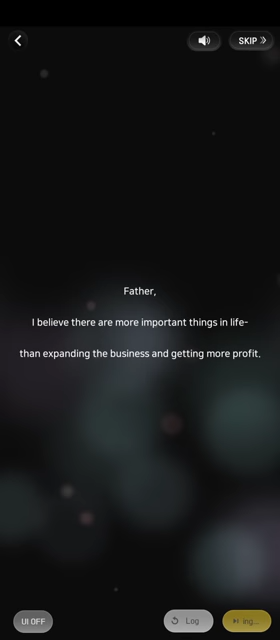 SKIP
Father,
I believe there are more important things in life-
than expanding the business and getting more profit.
UI OFF
Log
ing...